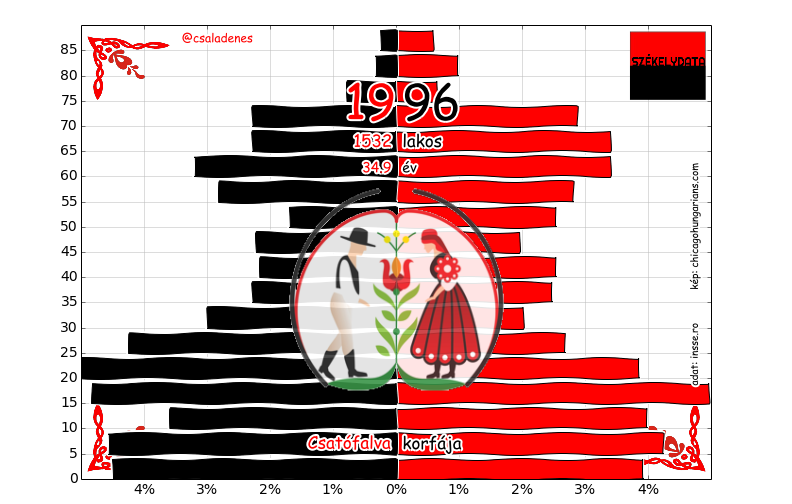 @csaladenes
SZÉKELYDATA
1996
1532 lakos
34.9 év
kép: chicagohungarians.com
adat: insse.ro
Csatófalva korfája
85
80
75
70
65
60
55
50
45
40
35
30
25
20
15
10
5
0
4% 3% 2% 1% 0% 1% 2% 3% 4%